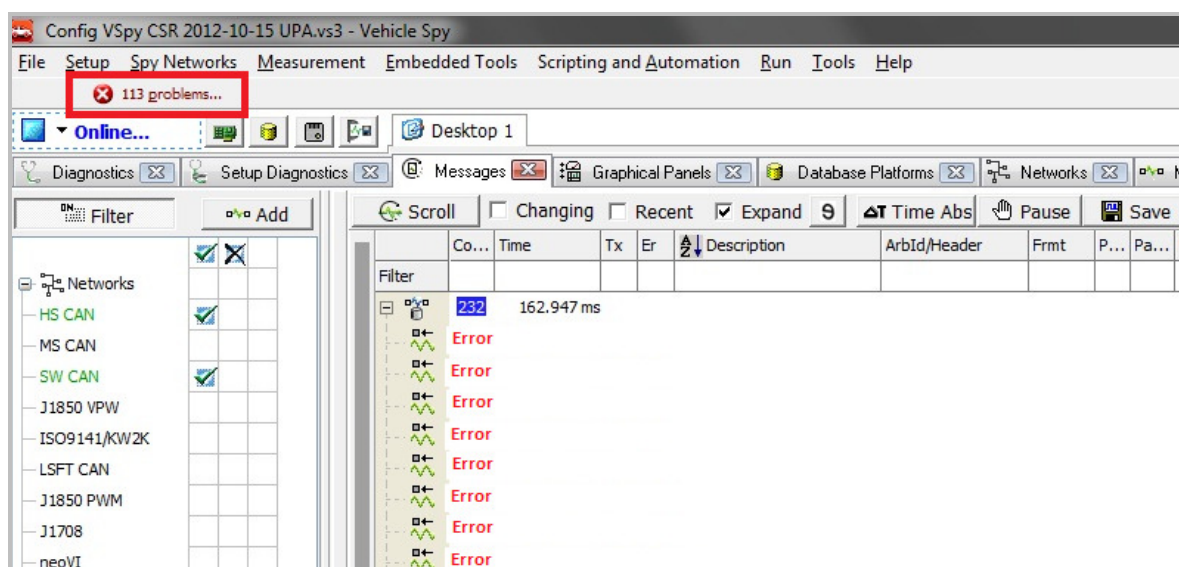 Config VSpy CSR 2012-10-15 UPA.vs3 - Vehicle Spy
File Setup Spy Networks Measurement Embedded Tools Scripting and Automation Run Tools Help
113 problems...
Online... Desktop 1
Diagnostics Setup Diagnostics Messages Graphical Panels Database Platforms Networks
Filter Add Scroll Changing Recent Expand 9 ΔT Time Abs Pause Save
Co... Time Tx Er AZ Description ArbId/Header Frmt P... Pa...
Filter
Networks
HS CAN
MS CAN
SW CAN
J1850 VPW
ISO9141/KW2K
LSFT CAN
J1850 PWM
J1708
neoVI
232 162.947 ms
Error
Error
Error
Error
Error
Error
Error
Error